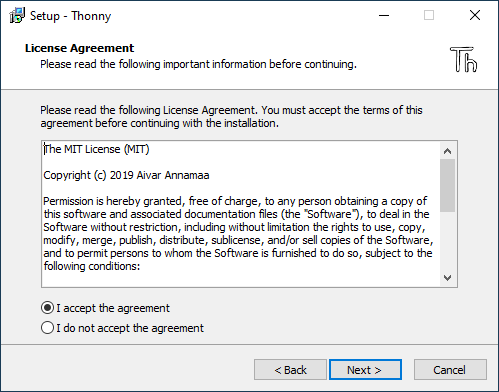 Setup - Thonny
License Agreement
Please read the following important information before continuing.
Th
Please read the following License Agreement. You must accept the terms of this
agreement before continuing with the installation.
The MIT License (MIT)
Copyright (c) 2019 Aivar Annamaa
Permission is hereby granted, free of charge, to any person obtaining a copy of
this software and associated documentation files (the "Software"), to deal in the
Software without restriction, including without limitation the rights to use, copy,
modify, merge, publish, distribute, sublicense, and/or sell copies of the Software,
and to permit persons to whom the Software is furnished to do so, subject to the
following conditions:
I accept the agreement
I do not accept the agreement
< Back
Next >
Cancel